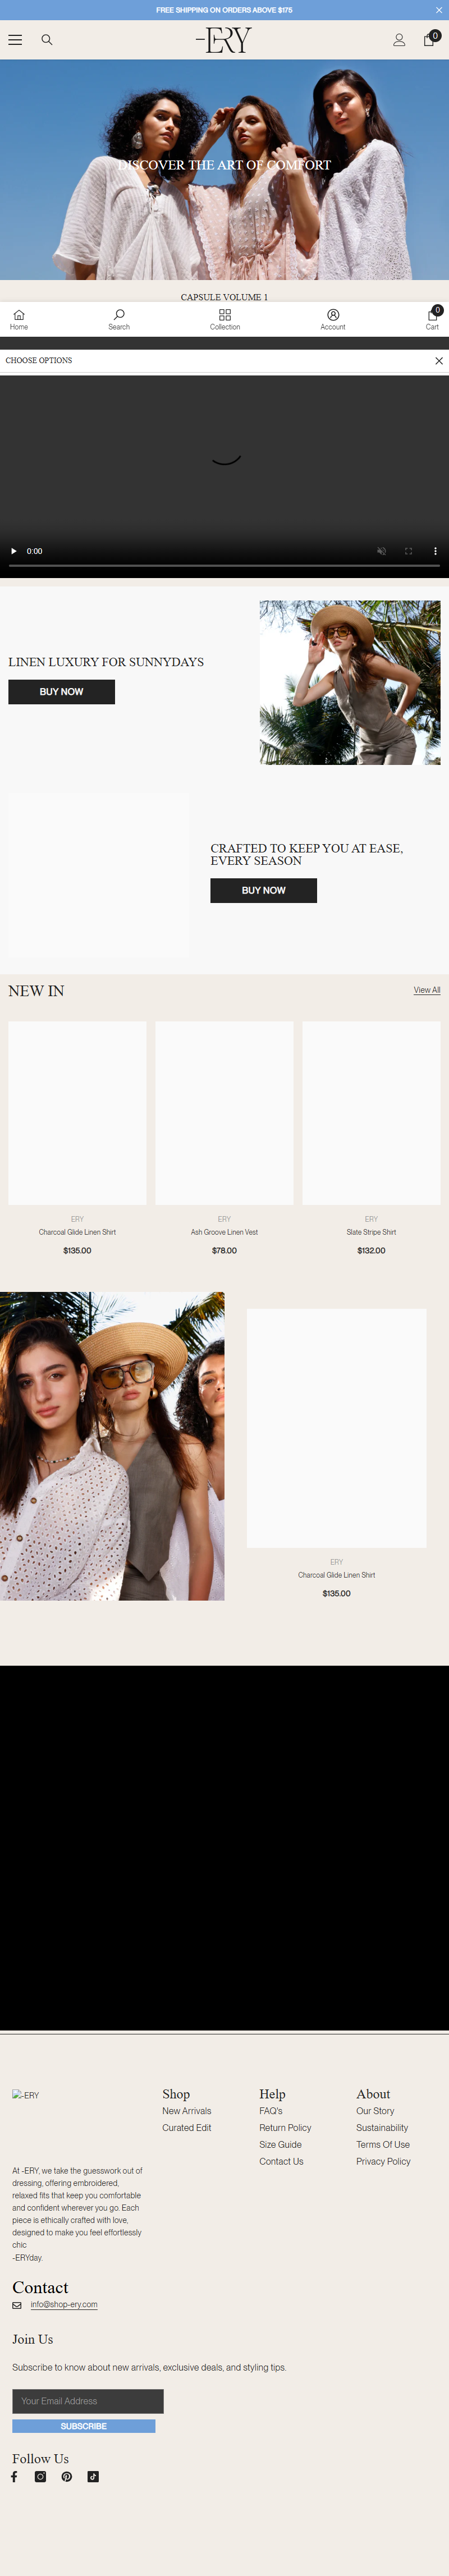 FREE SHIPPING ON ORDERS ABOVE $175
-ERY
0
DISCOVER THE ART OF COMFORT
CAPSULE VOLUME 1
Home
Search
Collection
Account
0
Cart
CHOOSE OPTIONS
0:00
LINEN LUXURY FOR SUNNYDAYS
BUY NOW
CRAFTED TO KEEP YOU AT EASE,
EVERY SEASON
BUY NOW
NEW IN
View All
ERY
Charcoal Glide Linen Shirt
$135.00
ERY
Ash Groove Linen Vest
$78.00
ERY
Slate Stripe Shirt
$132.00
ERY
Charcoal Glide Linen Shirt
$135.00
-ERY
At -ERY, we take the guesswork out of
dressing, offering embroidered,
relaxed fits that keep you comfortable
and confident wherever you go. Each
piece is ethically crafted with love,
designed to make you feel effortlessly
chic
-ERYday.
Shop
New Arrivals
Curated Edit
Help
FAQ's
Return Policy
Size Guide
Contact Us
About
Our Story
Sustainability
Terms Of Use
Privacy Policy
Contact
info@shop-ery.com
Join Us
Subscribe to know about new arrivals, exclusive deals, and styling tips.
Your Email Address
SUBSCRIBE
Follow Us